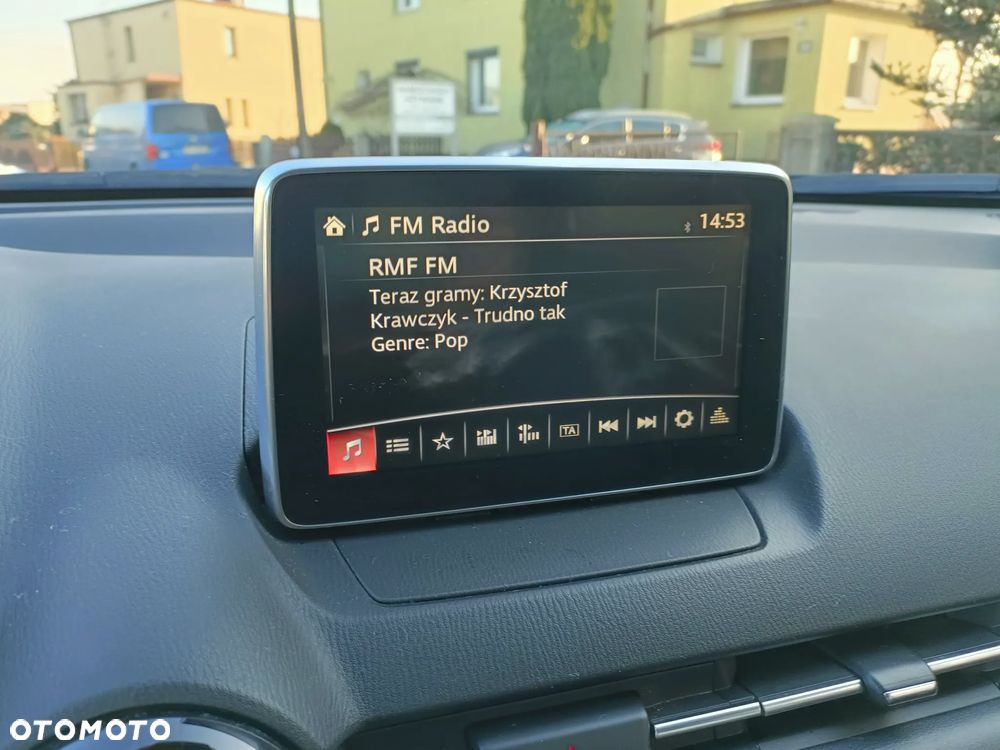 FM Radio
14:53
RMF FM
Teraz gramy: Krzysztof
Krawczyk - Trudno tak
Genre: Pop
TA
OTOMOTO